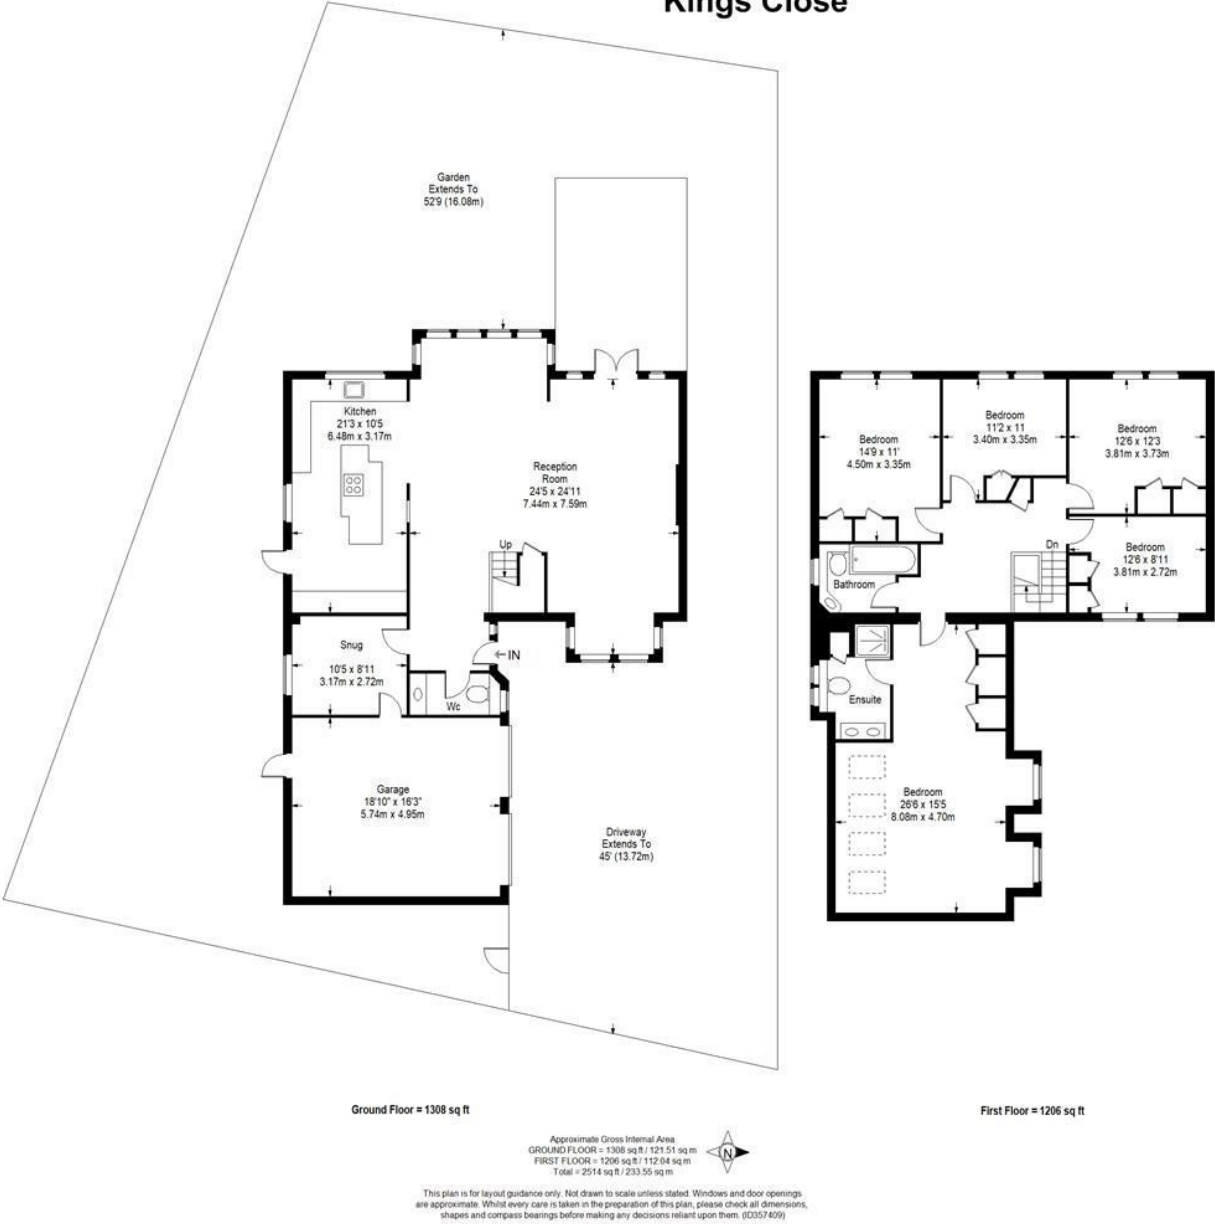 Kings Close
Garden
Extends To
52'9 (16.08m)
Kitchen
21'3 x 10'5
6.48m x 3.17m
Reception
Room
24'5 x 24'11
7.44m x 7.59m
Up
Snug
10'5 x 8'11
3.17m x 2.72m
IN
Wc
Garage
18'10" x 16'3"
5.74m x 4.95m
Driveway
Extends To
45' (13.72m)
Bedroom
14'9 x 11'
4.50m x 3.35m
Bedroom
11'2 x 11
3.40m x 3.35m
Bedroom
12'6 x 12'3
3.81m x 3.73m
Dn
Bedroom
12'6 x 8'11
3.81m x 2.72m
Bathroom
Ensuite
Bedroom
26'6 x 15'5
8.08m x 4.70m
Ground Floor = 1308 sq ft
First Floor = 1206 sq ft
Approximate Gross Internal Area
GROUND FLOOR = 1308 sq ft / 121.51 sq m
FIRST FLOOR = 1206 sq ft / 112.04 sq m
Total = 2514 sq ft / 233.55 sq m
N
This plan is for layout guidance only. Not drawn to scale unless stated. Windows and door openings
are approximate. Whilst every care is taken in the preparation of this plan, please check all dimensions,
shapes and compass bearings before making any decisions reliant upon them. (ID357409)